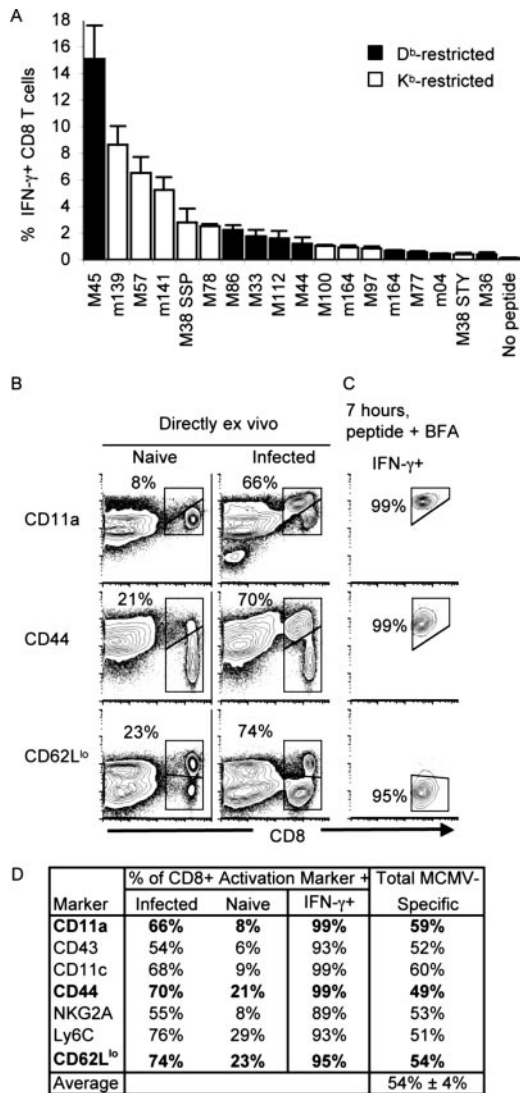 A
18
16
14
12
10
8
6
4
2
0
% IFN-γ+ CD8 T cells
Dᵇ-restricted
Kᵇ-restricted
M45
m139
M57
m141
M38 SSP
M78
M86
M33
M112
M44
M100
m164
M97
m164
M77
m04
M38 STY
M36
No peptide
B
C
Directly ex vivo
7 hours,
peptide + BFA
Naive
Infected
IFN-γ+
8%
66%
CD11a
99%
21%
70%
CD44
99%
23%
74%
CD62Lˡᵒ
95%
CD8
D
% of CD8+ Activation Marker +
Total MCMV-
Marker Infected Naive IFN-γ+ Specific
CD11a 66% 8% 99% 59%
CD43 54% 6% 93% 52%
CD11c 68% 9% 99% 60%
CD44 70% 21% 99% 49%
NKG2A 55% 8% 89% 53%
Ly6C 76% 29% 93% 51%
CD62Lˡᵒ 74% 23% 95% 54%
Average 54% ± 4%